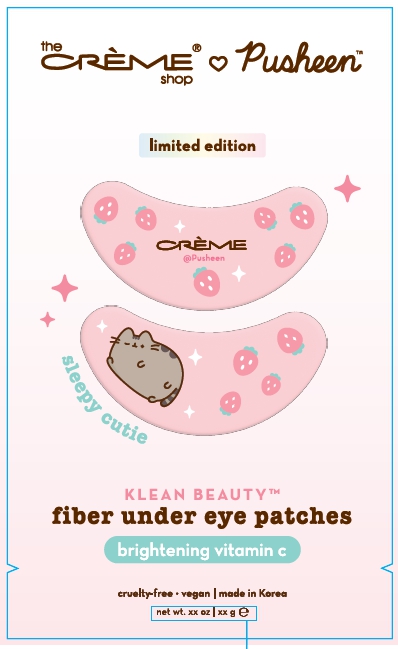 the
CRÈME® ♡ Pusheen™
shop
limited edition
CRÈME
@Pusheen
sleepy cutie
KLEAN BEAUTY™
fiber under eye patches
brightening vitamin c
cruelty-free • vegan | made in Korea
net wt. xx oz | xx g ℮